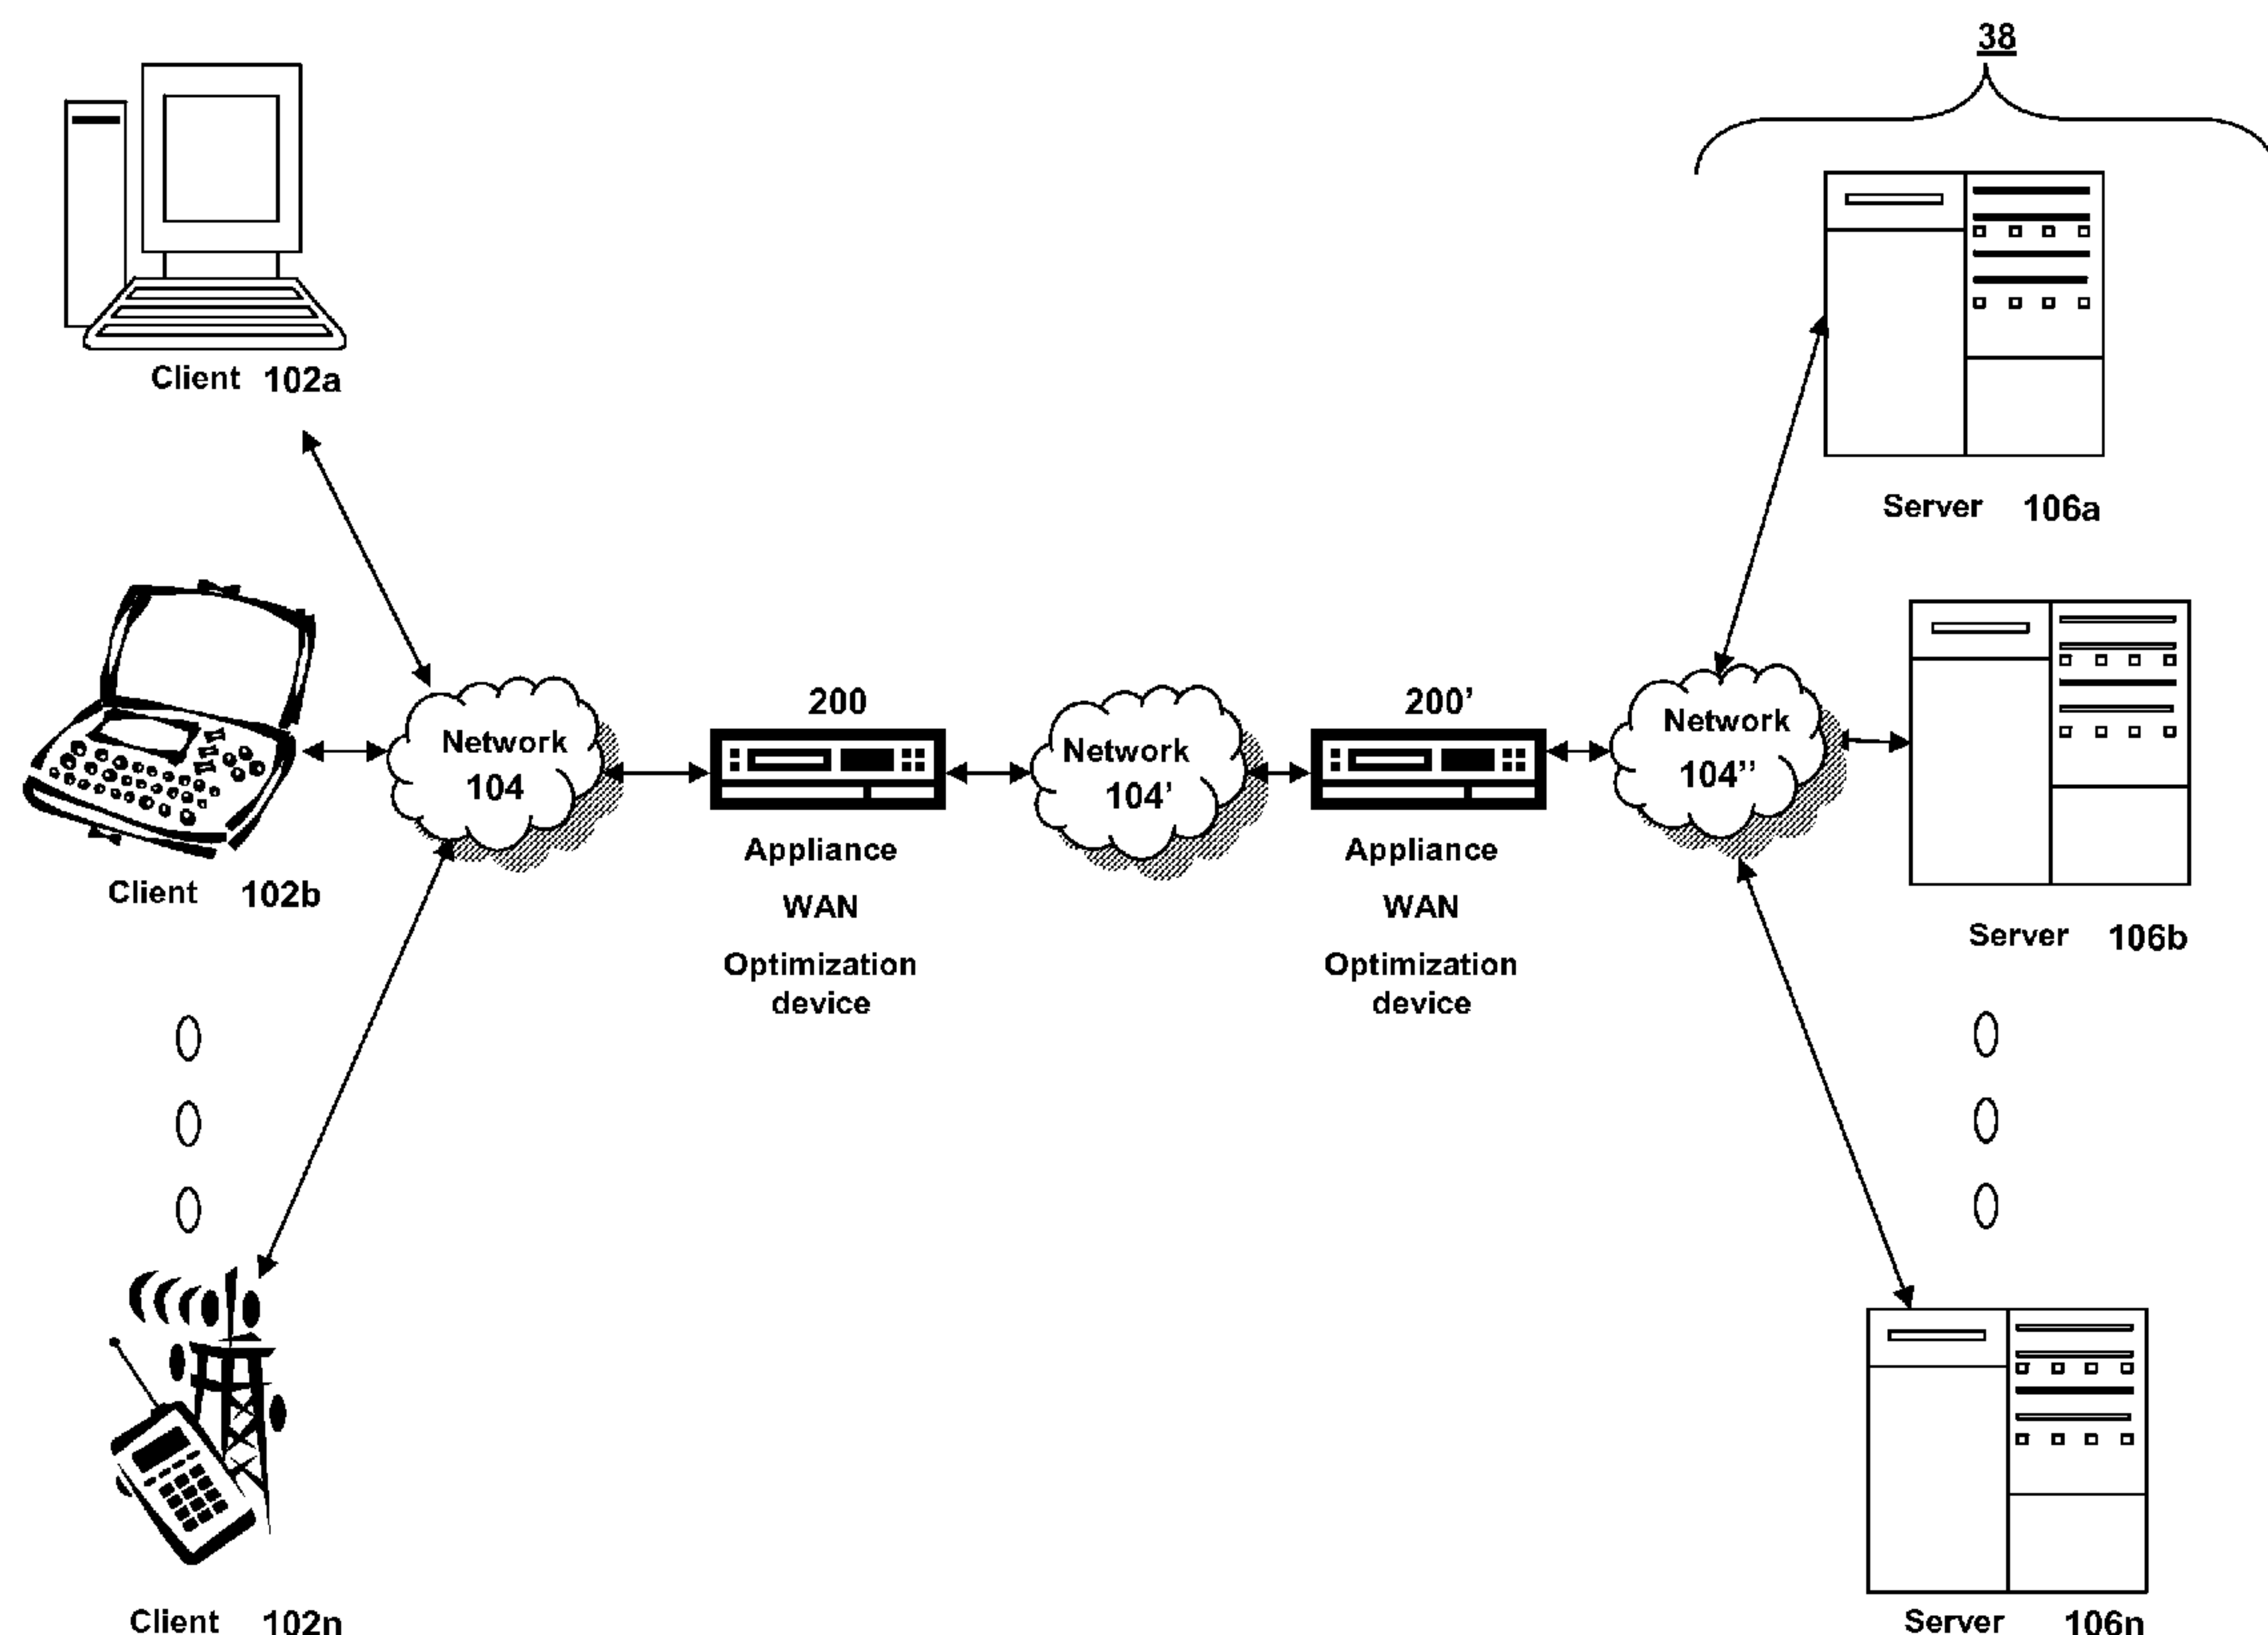 38
Client 102a
Server 106a
Client 102b
Network
104
200
Appliance
WAN
Optimization
device
Network
104'
200’
Appliance
WAN
Optimization
device
Network
104’’
Server 106b
Client 102n
Server 106n